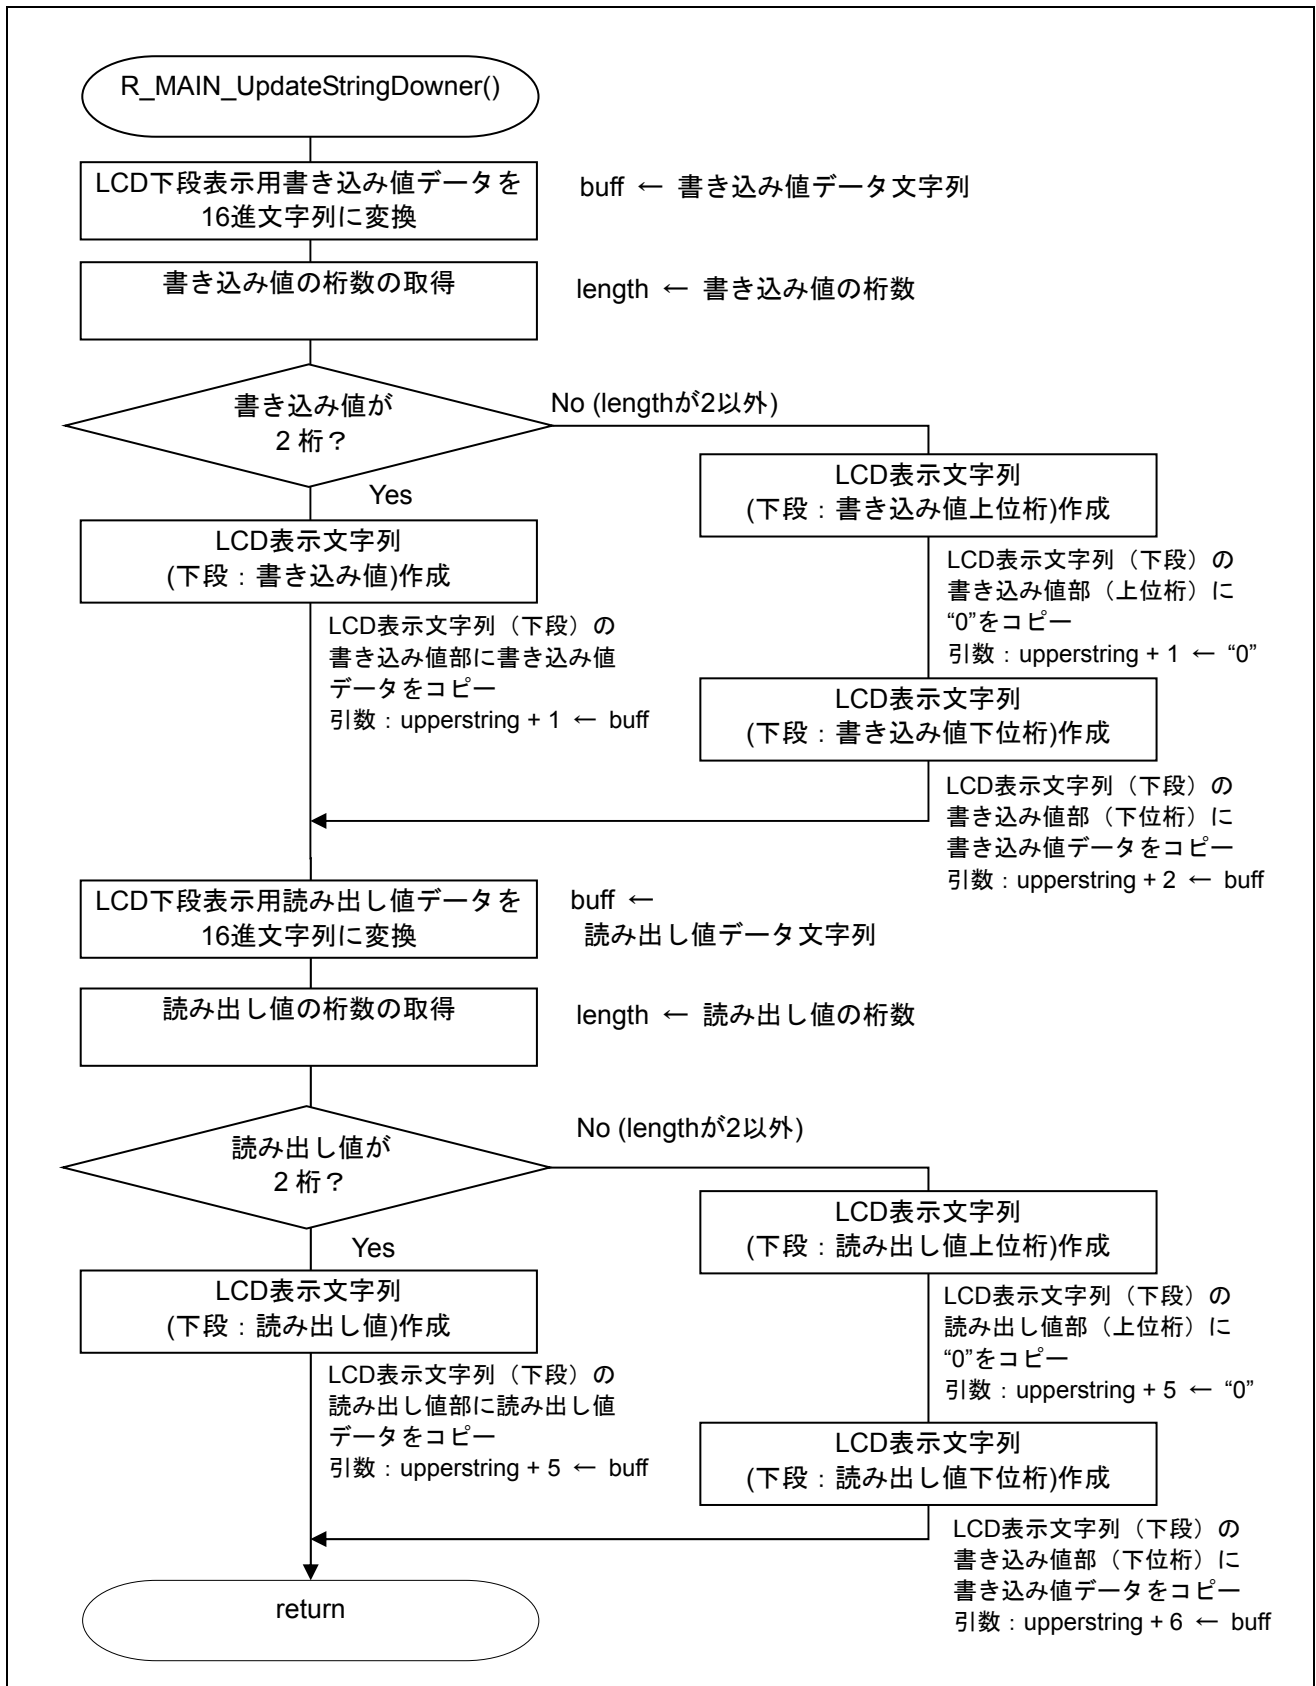 R_MAIN_UpdateStringDowner()
LCD下段表示用書き込み値データを
16進文字列に変換
buff ← 書き込み値データ文字列
書き込み値の桁数の取得
length ← 書き込み値の桁数
書き込み値が
2 桁？
No (lengthが2以外)
Yes
LCD表示文字列
(下段：書き込み値)作成
LCD表示文字列（下段）の
書き込み値部に書き込み値
データをコピー
引数：upperstring + 1 ← buff
LCD表示文字列
(下段：書き込み値上位桁)作成
LCD表示文字列（下段）の
書き込み値部（上位桁）に
“0”をコピー
引数：upperstring + 1 ← “0”
LCD表示文字列
(下段：書き込み値下位桁)作成
LCD表示文字列（下段）の
書き込み値部（下位桁）に
書き込み値データをコピー
引数：upperstring + 2 ← buff
LCD下段表示用読み出し値データを
16進文字列に変換
buff ←
読み出し値データ文字列
読み出し値の桁数の取得
length ← 読み出し値の桁数
読み出し値が
2 桁？
No (lengthが2以外)
Yes
LCD表示文字列
(下段：読み出し値)作成
LCD表示文字列（下段）の
読み出し値部に読み出し値
データをコピー
引数：upperstring + 5 ← buff
LCD表示文字列
(下段：読み出し値上位桁)作成
LCD表示文字列（下段）の
読み出し値部（上位桁）に
“0”をコピー
引数：upperstring + 5 ← “0”
LCD表示文字列
(下段：読み出し値下位桁)作成
LCD表示文字列（下段）の
書き込み値部（下位桁）に
書き込み値データをコピー
引数：upperstring + 6 ← buff
return